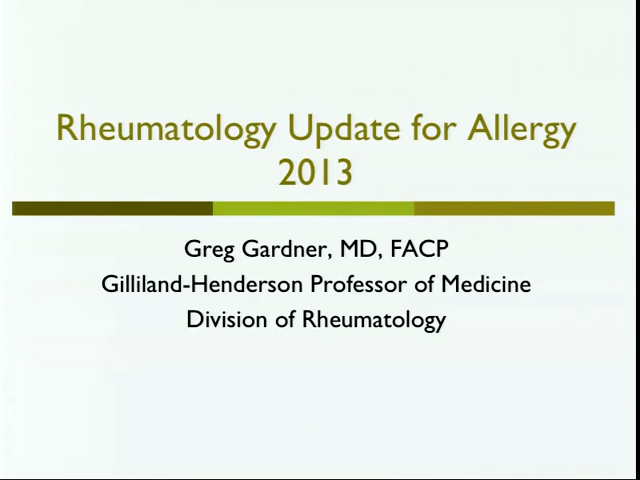 Rheumatology Update for Allergy
2013
Greg Gardner, MD, FACP
Gilliland-Henderson Professor of Medicine
Division of Rheumatology